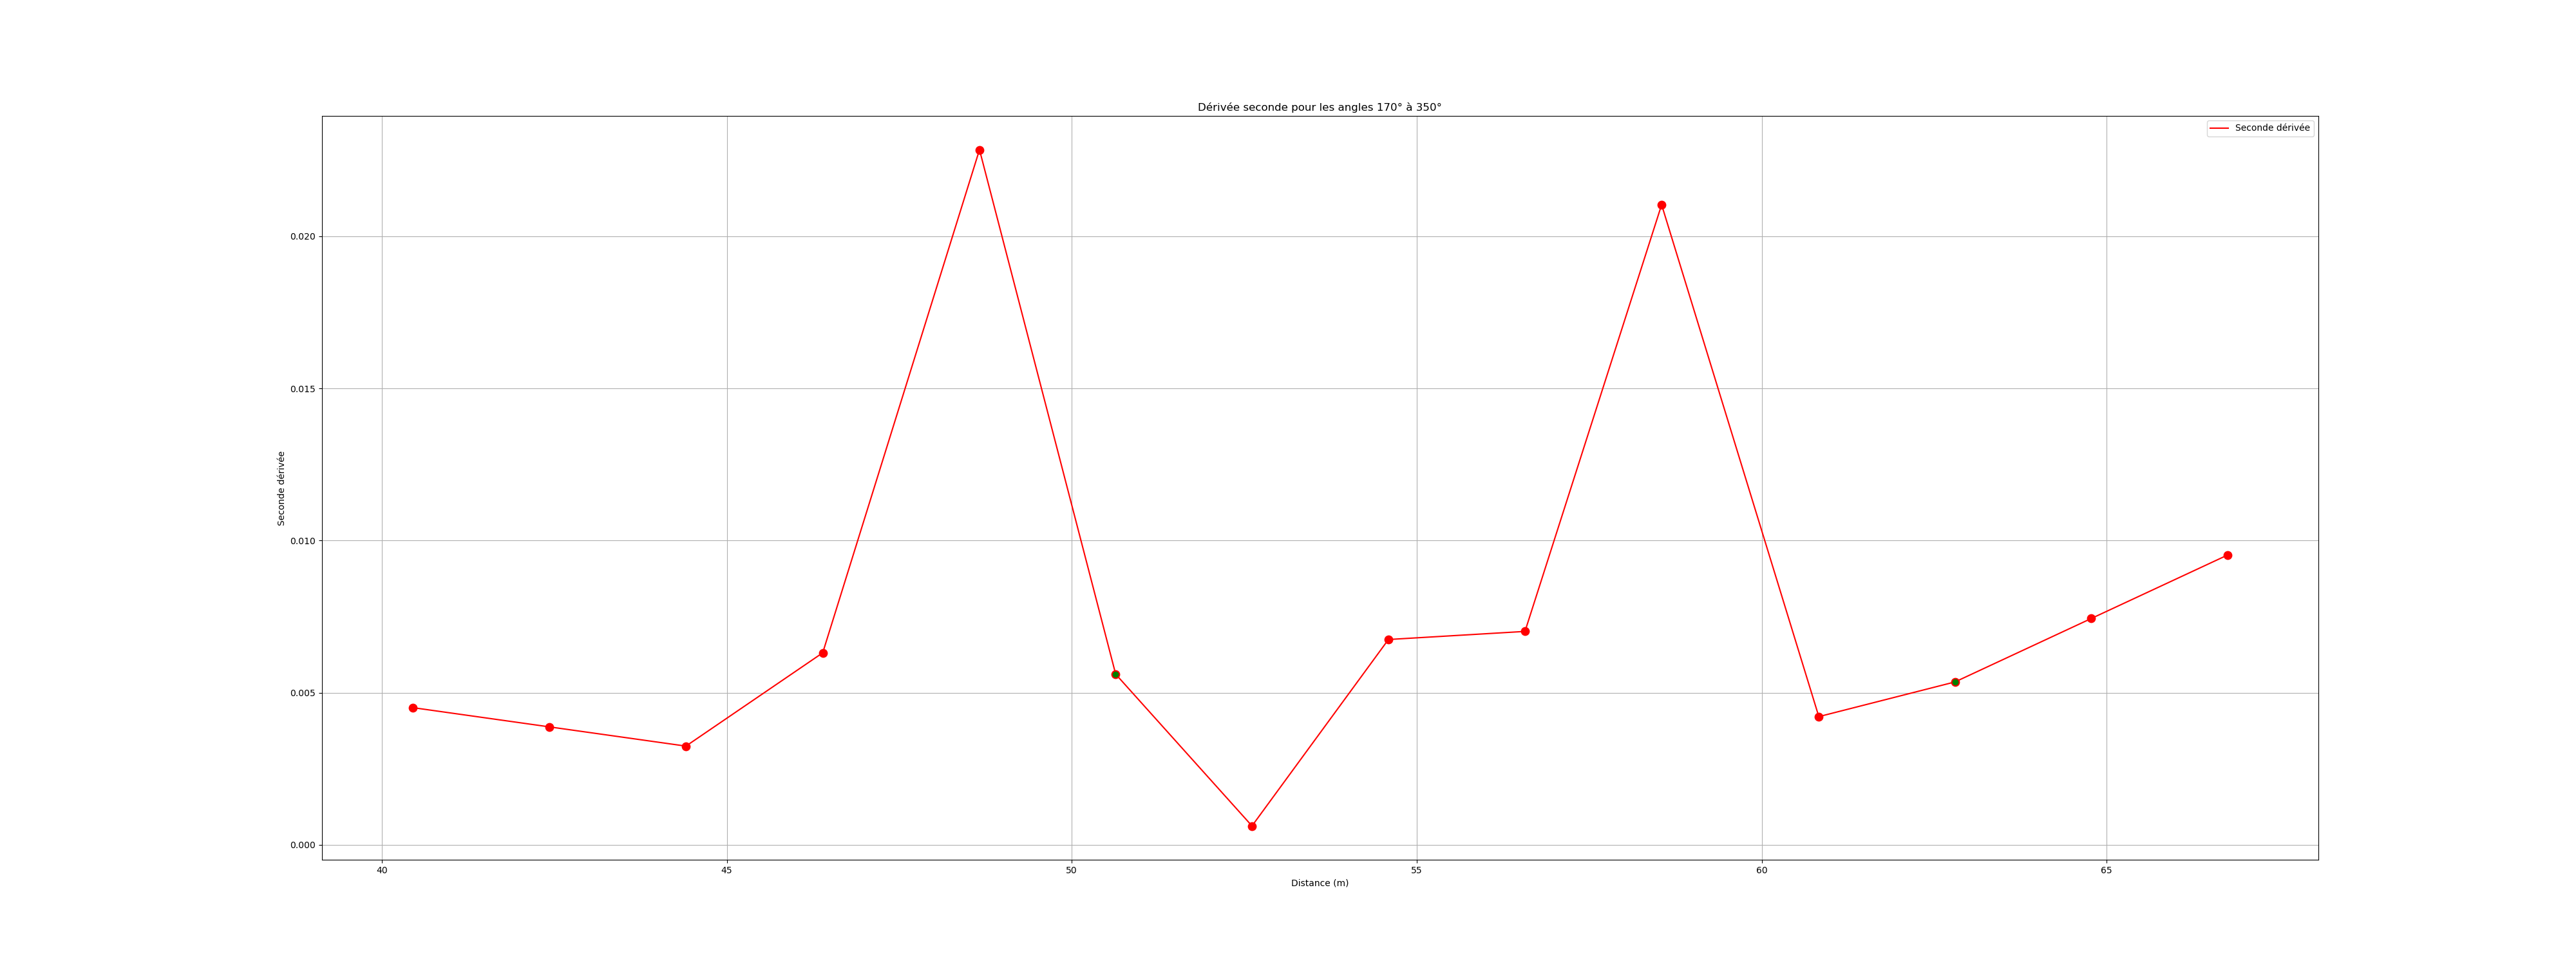 Dérivée seconde pour les angles 170° à 350°
Seconde dérivée
0.020
0.015
0.010
0.005
0.000
Seconde dérivée
40 45 50 55 60 65
Distance (m)